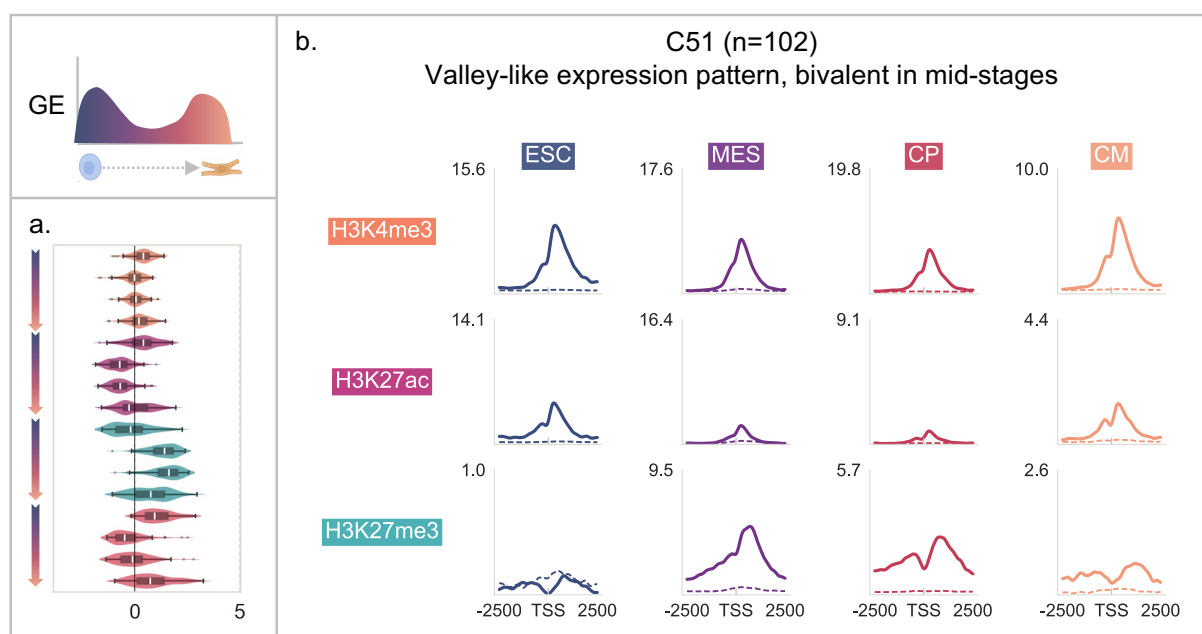 GE
a.
0 5
b.
C51 (n=102)
Valley-like expression pattern, bivalent in mid-stages
ESC MES CP CM
15.6 17.6 19.8 10.0
H3K4me3
14.1 16.4 9.1 4.4
H3K27ac
1.0 9.5 5.7 2.6
H3K27me3
-2500 TSS 2500 -2500 TSS 2500 -2500 TSS 2500 -2500 TSS 2500